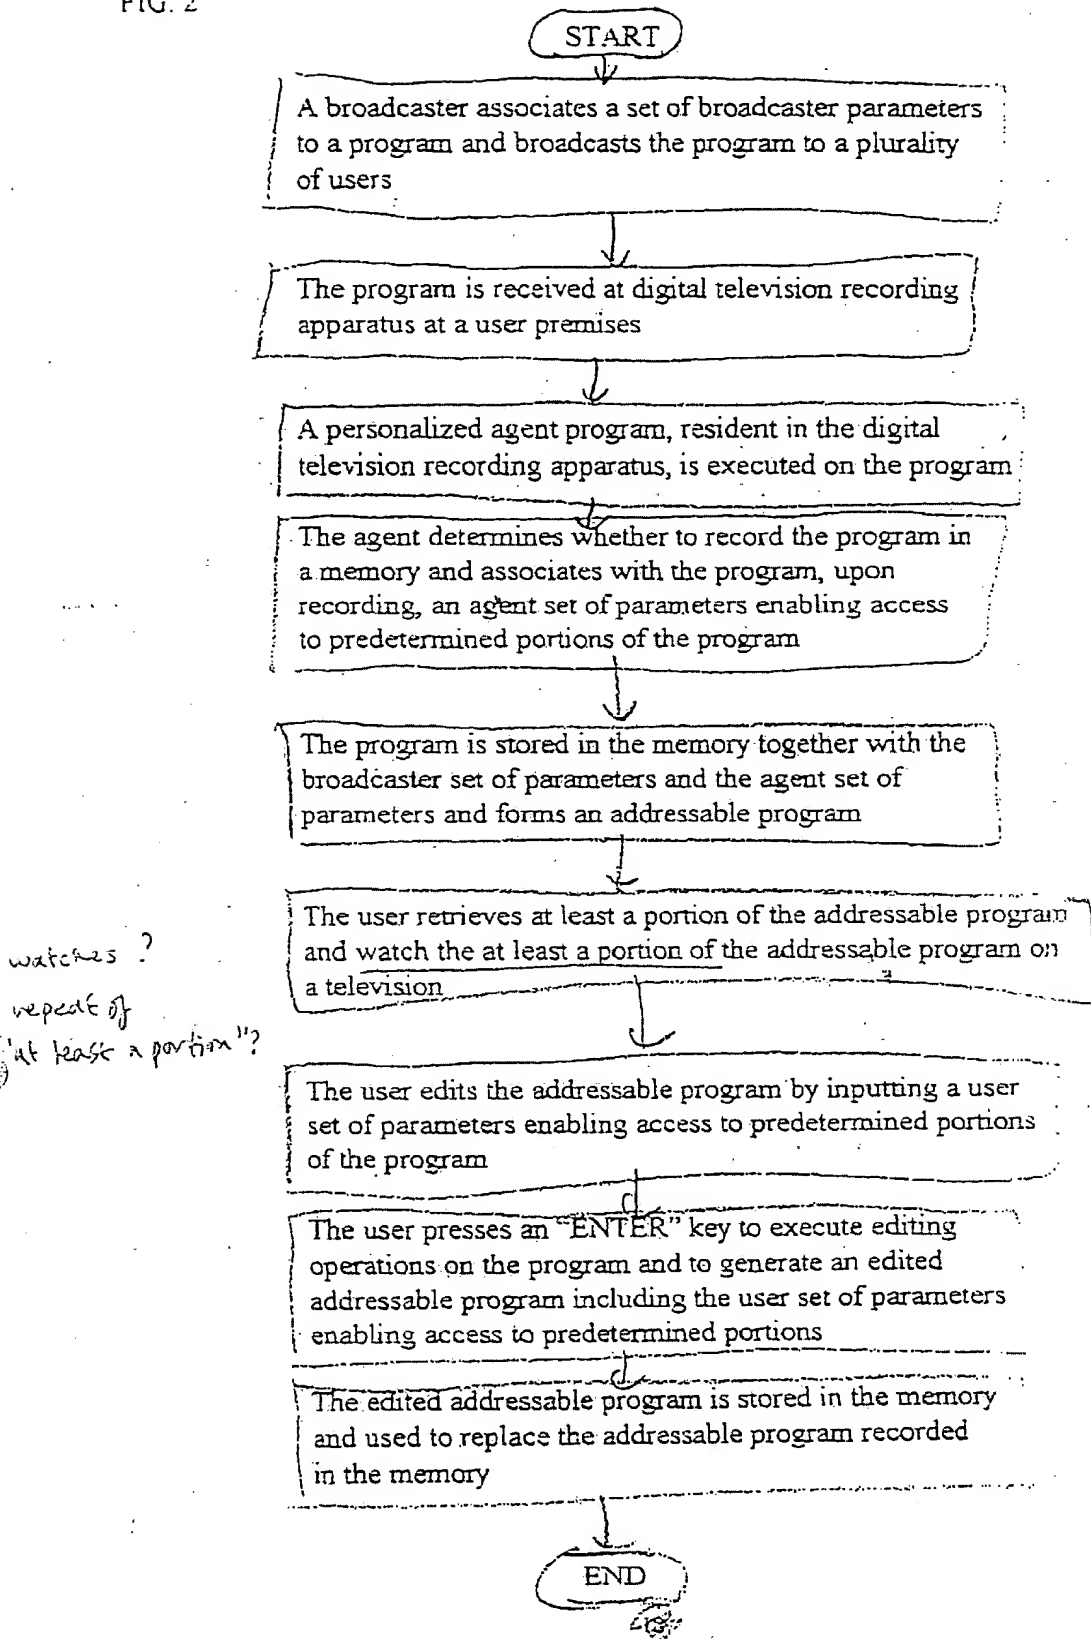 FIG. 2
START
A broadcaster associates a set of broadcaster parameters
to a program and broadcasts the program to a plurality
of users
The program is received at digital television recording
apparatus at a user premises
A personalized agent program, resident in the digital
television recording apparatus, is executed on the program
The agent determines whether to record the program in
a memory and associates with the program, upon
recording, an agent set of parameters enabling access
to predetermined portions of the program
The program is stored in the memory together with the
broadcaster set of parameters and the agent set of
parameters and forms an addressable program
The user retrieves at least a portion of the addressable program
and watch the at least a portion of the addressable program on
a television
watches ?
repeat of
"at least a portion"?
The user edits the addressable program by inputting a user
set of parameters enabling access to predetermined portions
of the program
The user presses an "ENTER" key to execute editing
operations on the program and to generate an edited
addressable program including the user set of parameters
enabling access to predetermined portions
The edited addressable program is stored in the memory
and used to replace the addressable program recorded
in the memory
END